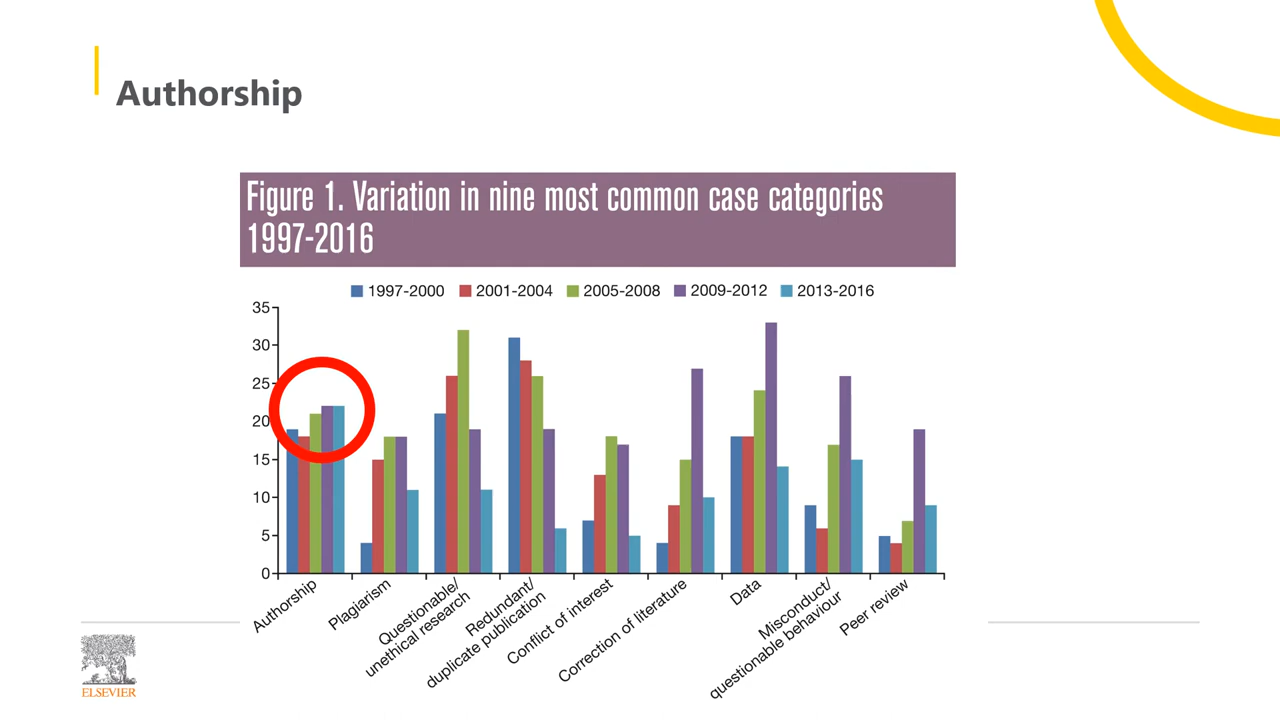 Authorship
Figure 1. Variation in nine most common case categories
1997-2016
1997-2000 2001-2004 2005-2008 2009-2012 2013-2016
35
30
25
20
15
10
5
0
Authorship
Plagiarism
Questionable/
unethical research
Redundant/
duplicate publication
Conflict of interest
Correction of literature
Data
Misconduct/
questionable behaviour
Peer review
ELSEVIER